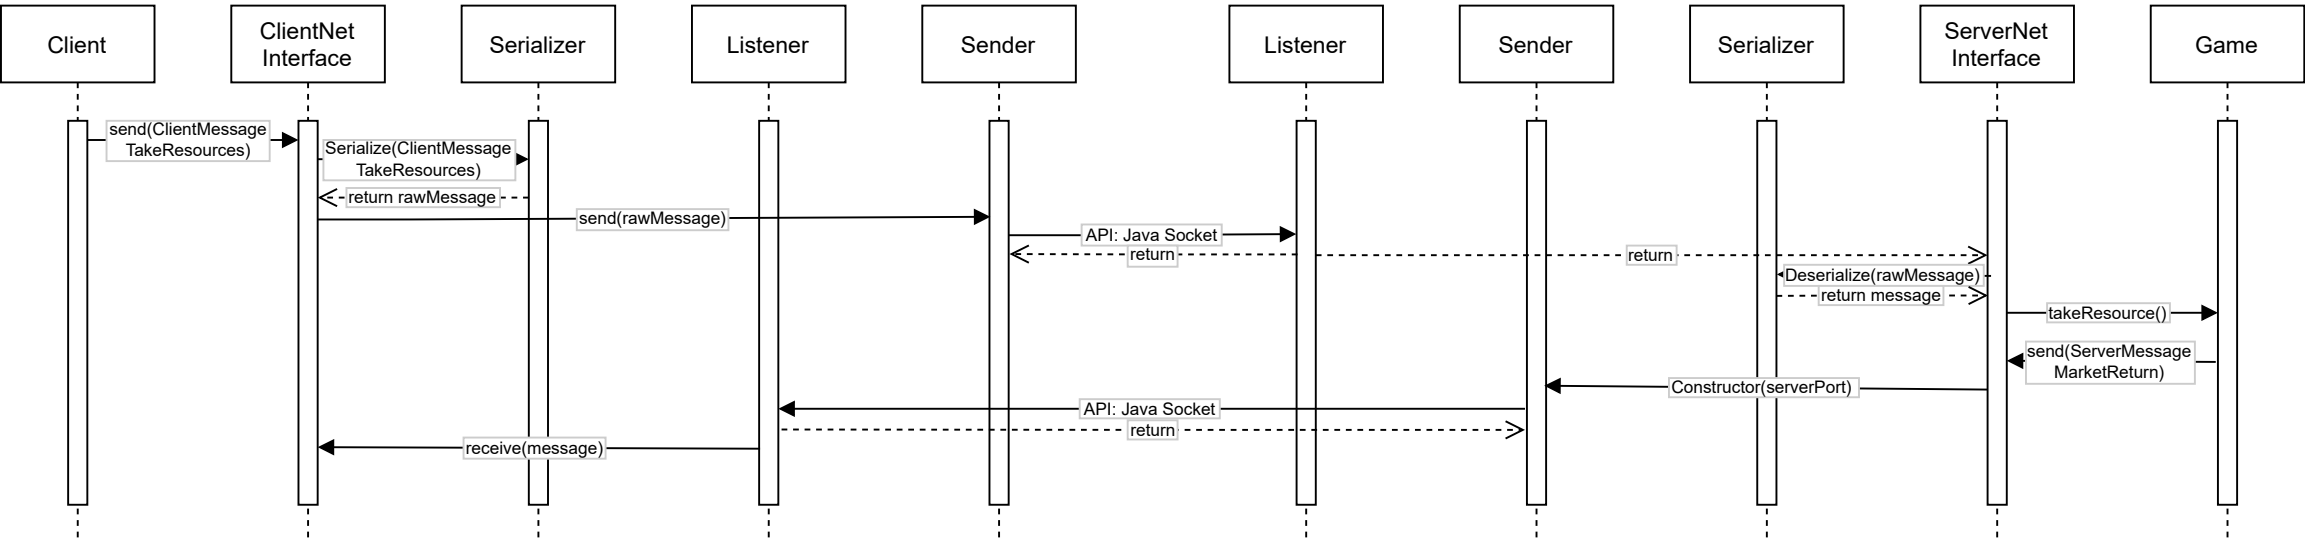 Client
ClientNet
Interface
Serializer
Listener
Sender
Listener
Sender
Serializer
ServerNet
Interface
Game
send(ClientMessage
TakeResources)
Serialize(ClientMessage
TakeResources)
return rawMessage
send(rawMessage)
API: Java Socket
return
return
Deserialize(rawMessage)
return message
takeResource()
send(ServerMessage
MarketReturn)
Constructor(serverPort)
API: Java Socket
return
receive(message)